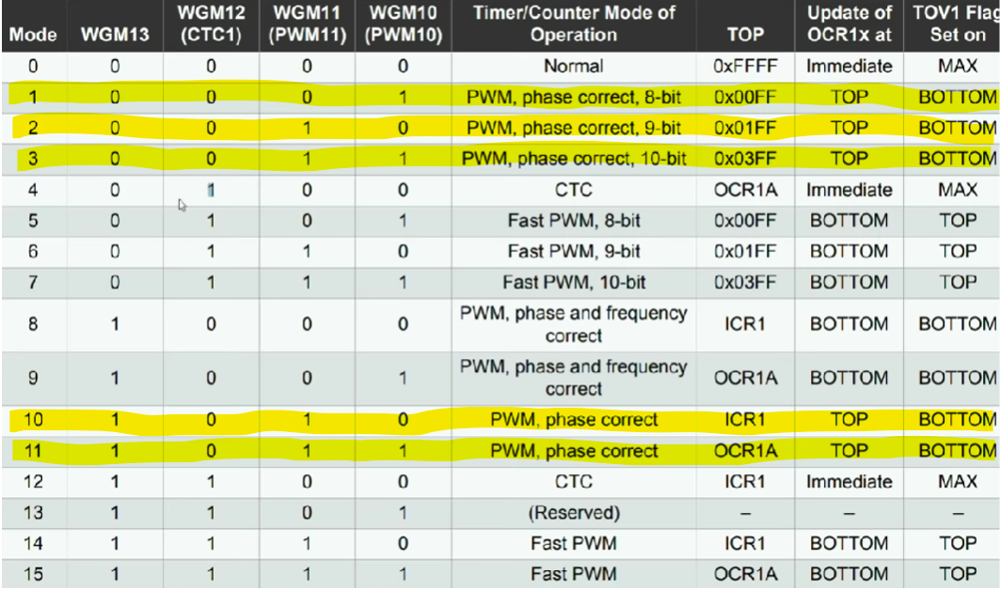 Mode WGM13 WGM12 (CTC1) WGM11 (PWM11) WGM10 (PWM10) Timer/Counter Mode of Operation TOP Update of OCR1x at TOV1 Flag Set on
0 0 0 0 0 Normal 0xFFFF Immediate MAX
1 0 0 0 1 PWM, phase correct, 8-bit 0x00FF TOP BOTTOM
2 0 0 1 0 PWM, phase correct, 9-bit 0x01FF TOP BOTTOM
3 0 0 1 1 PWM, phase correct, 10-bit 0x03FF TOP BOTTOM
4 0 1 0 0 CTC OCR1A Immediate MAX
5 0 1 0 1 Fast PWM, 8-bit 0x00FF BOTTOM TOP
6 0 1 1 0 Fast PWM, 9-bit 0x01FF BOTTOM TOP
7 0 1 1 1 Fast PWM, 10-bit 0x03FF BOTTOM TOP
8 1 0 0 0 PWM, phase and frequency correct ICR1 BOTTOM BOTTOM
9 1 0 0 1 PWM, phase and frequency correct OCR1A BOTTOM BOTTOM
10 1 0 1 0 PWM, phase correct ICR1 TOP BOTTOM
11 1 0 1 1 PWM, phase correct OCR1A TOP BOTTOM
12 1 1 0 0 CTC ICR1 Immediate MAX
13 1 1 0 1 (Reserved) – – –
14 1 1 1 0 Fast PWM ICR1 BOTTOM TOP
15 1 1 1 1 Fast PWM OCR1A BOTTOM TOP